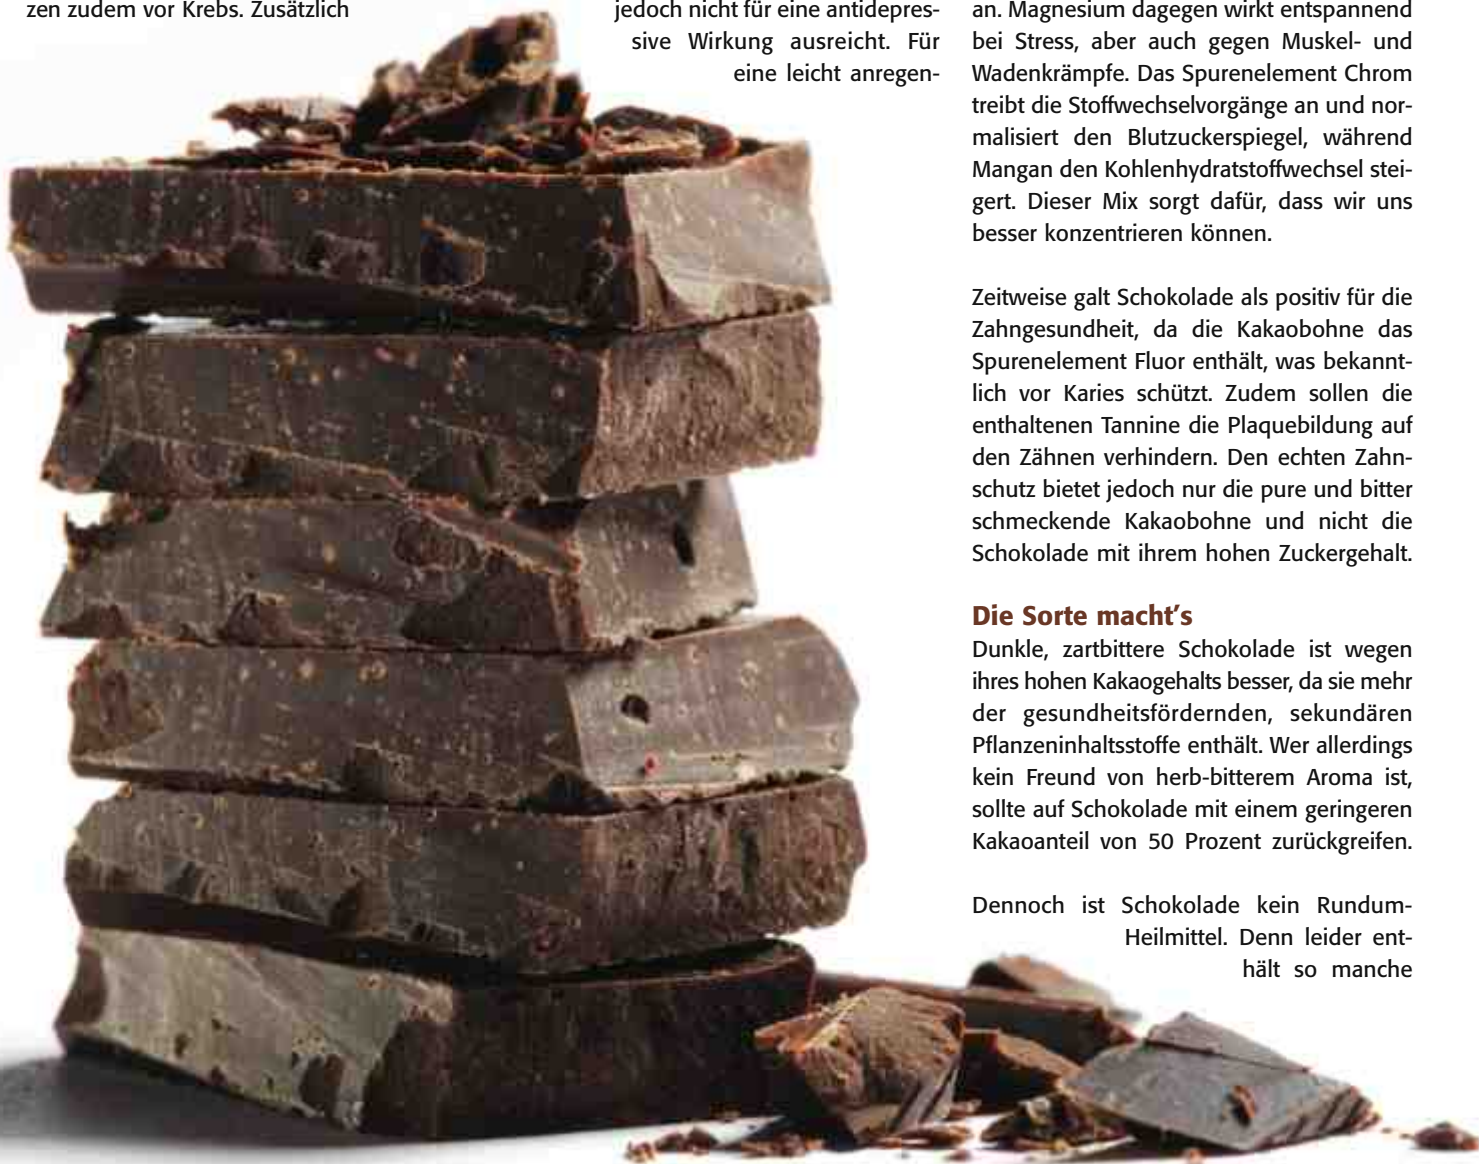 zen zudem vor Krebs. Zusätzlich
jedoch nicht für eine antidepres-
sive Wirkung ausreicht. Für
eine leicht anregen-
an. Magnesium dagegen wirkt entspannend
bei Stress, aber auch gegen Muskel- und
Wadenkrämpfe. Das Spurenelement Chrom
treibt die Stoffwechselvorgänge an und nor-
malisiert den Blutzuckerspiegel, während
Mangan den Kohlenhydratstoffwechsel stei-
gert. Dieser Mix sorgt dafür, dass wir uns
besser konzentrieren können.
Zeitweise galt Schokolade als positiv für die
Zahngesundheit, da die Kakaobohne das
Spurenelement Fluor enthält, was bekannt-
lich vor Karies schützt. Zudem sollen die
enthaltenen Tannine die Plaquebildung auf
den Zähnen verhindern. Den echten Zahn-
schutz bietet jedoch nur die pure und bitter
schmeckende Kakaobohne und nicht die
Schokolade mit ihrem hohen Zuckergehalt.
Die Sorte macht's
Dunkle, zartbittere Schokolade ist wegen
ihres hohen Kakaogehalts besser, da sie mehr
der gesundheitsfördernden, sekundären
Pflanzeninhaltsstoffe enthält. Wer allerdings
kein Freund von herb-bitterem Aroma ist,
sollte auf Schokolade mit einem geringeren
Kakaoanteil von 50 Prozent zurückgreifen.
Dennoch ist Schokolade kein Rundum-
Heilmittel. Denn leider ent-
hält so manche